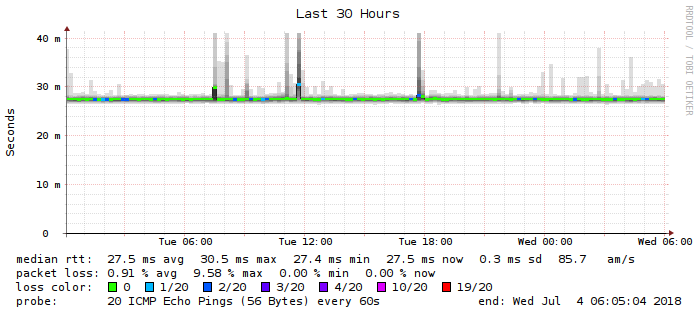 Last 30 Hours
RRDTOOL / TOBI OETIKER
Seconds
40 m
30 m
20 m
10 m
0
Tue 06:00 Tue 12:00 Tue 18:00 Wed 00:00 Wed 06:00
median rtt: 27.5 ms avg 30.5 ms max 27.4 ms min 27.5 ms now 0.3 ms sd 85.7 am/s
packet loss: 0.91 % avg 9.58 % max 0.00 % min 0.00 % now
loss color: 0 1/20 2/20 3/20 4/20 10/20 19/20
probe: 20 ICMP Echo Pings (56 Bytes) every 60s end: Wed Jul 4 06:05:04 2018